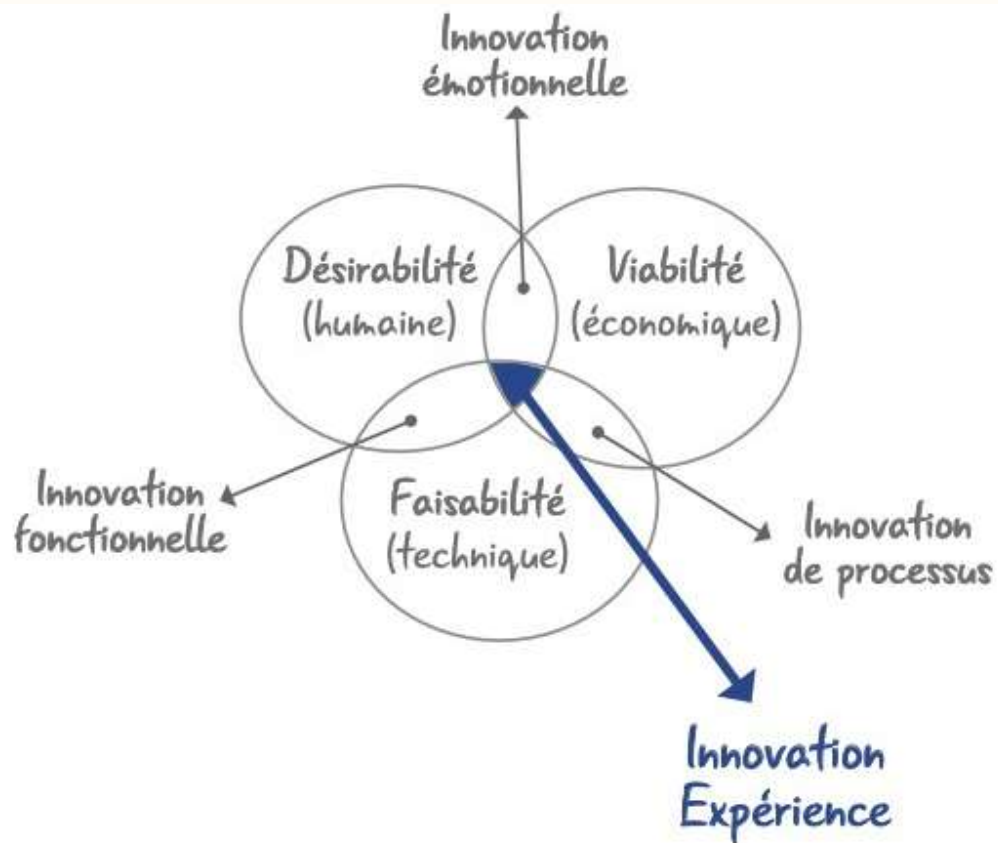 Innovation
émotionnelle
Désirabilité
(humaine)
Viabilité
(économique)
Innovation
fonctionnelle
Faisabilité
(technique)
Innovation
de processus
Innovation
Expérience